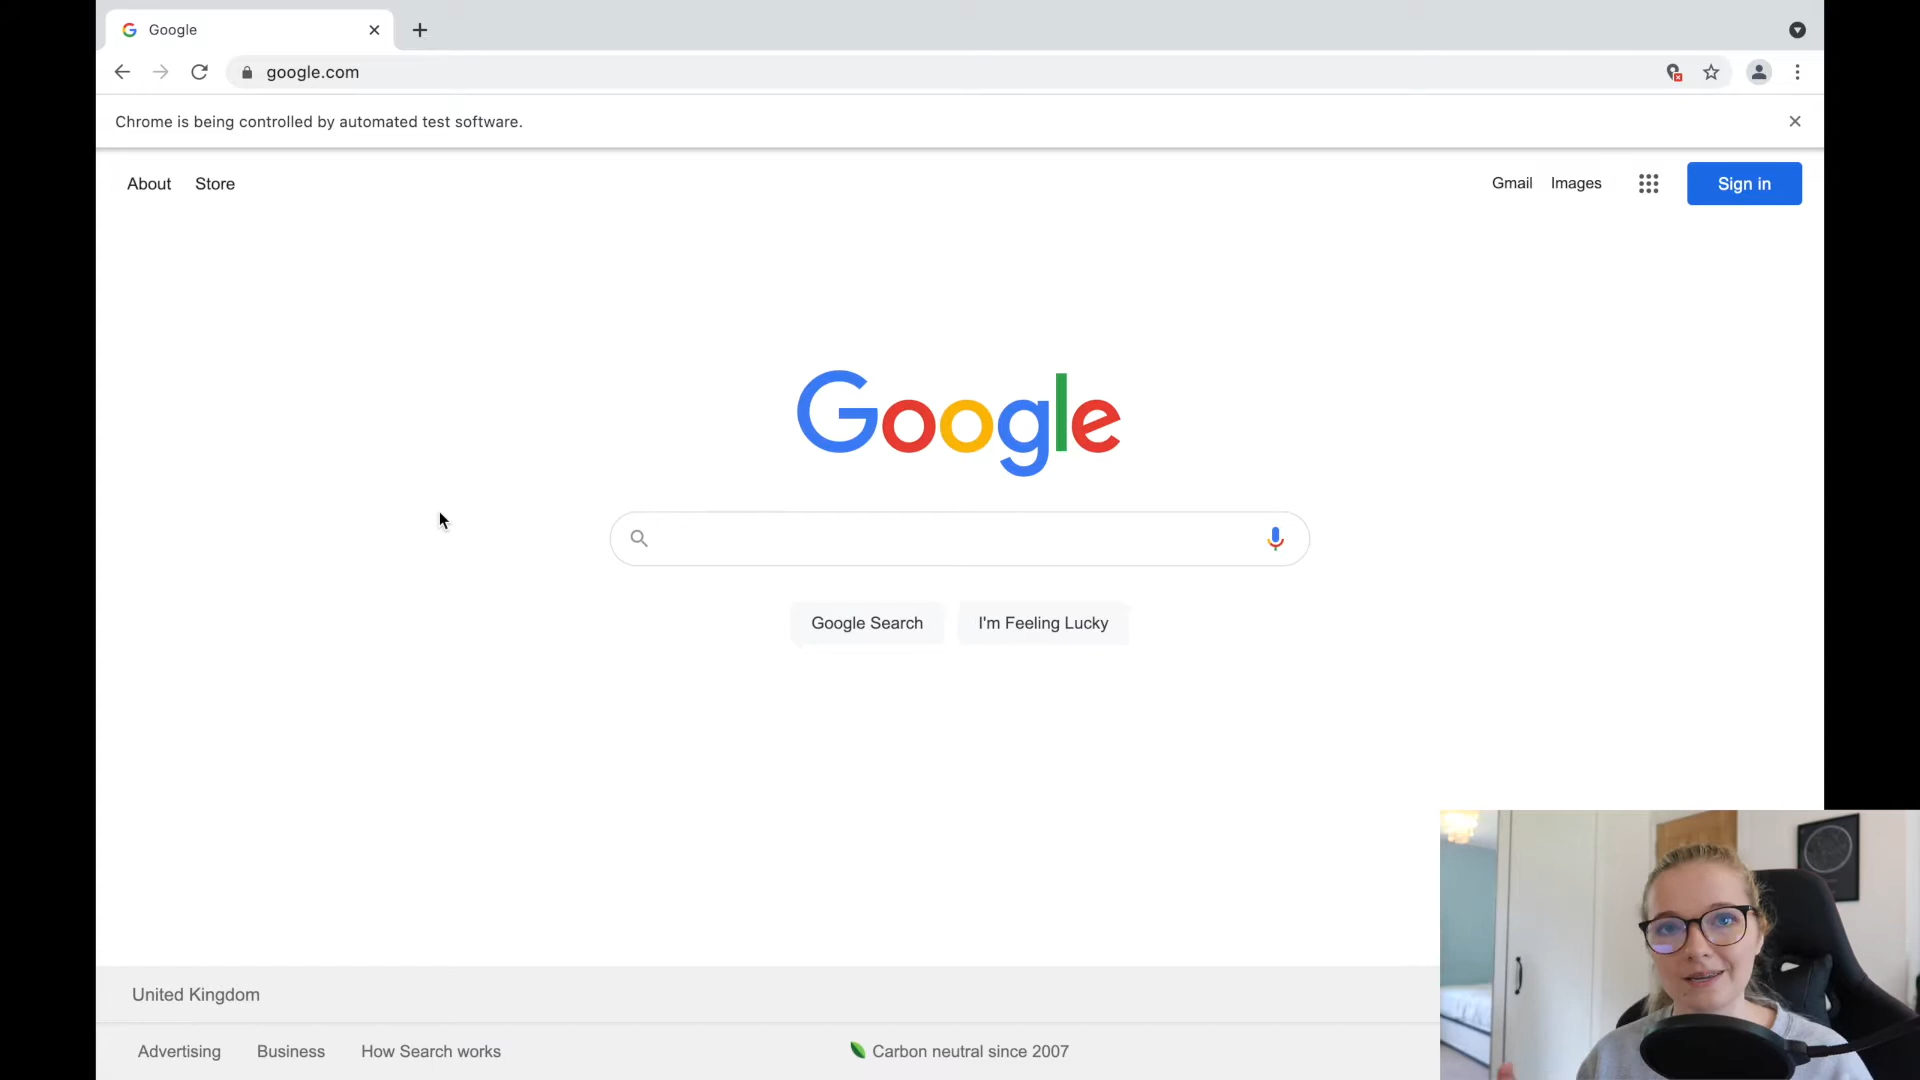 Google
google.com
Chrome is being controlled by automated test software.
About Store
Gmail Images Sign in
Google
Google Search I'm Feeling Lucky
United Kingdom
Advertising Business How Search works Carbon neutral since 2007